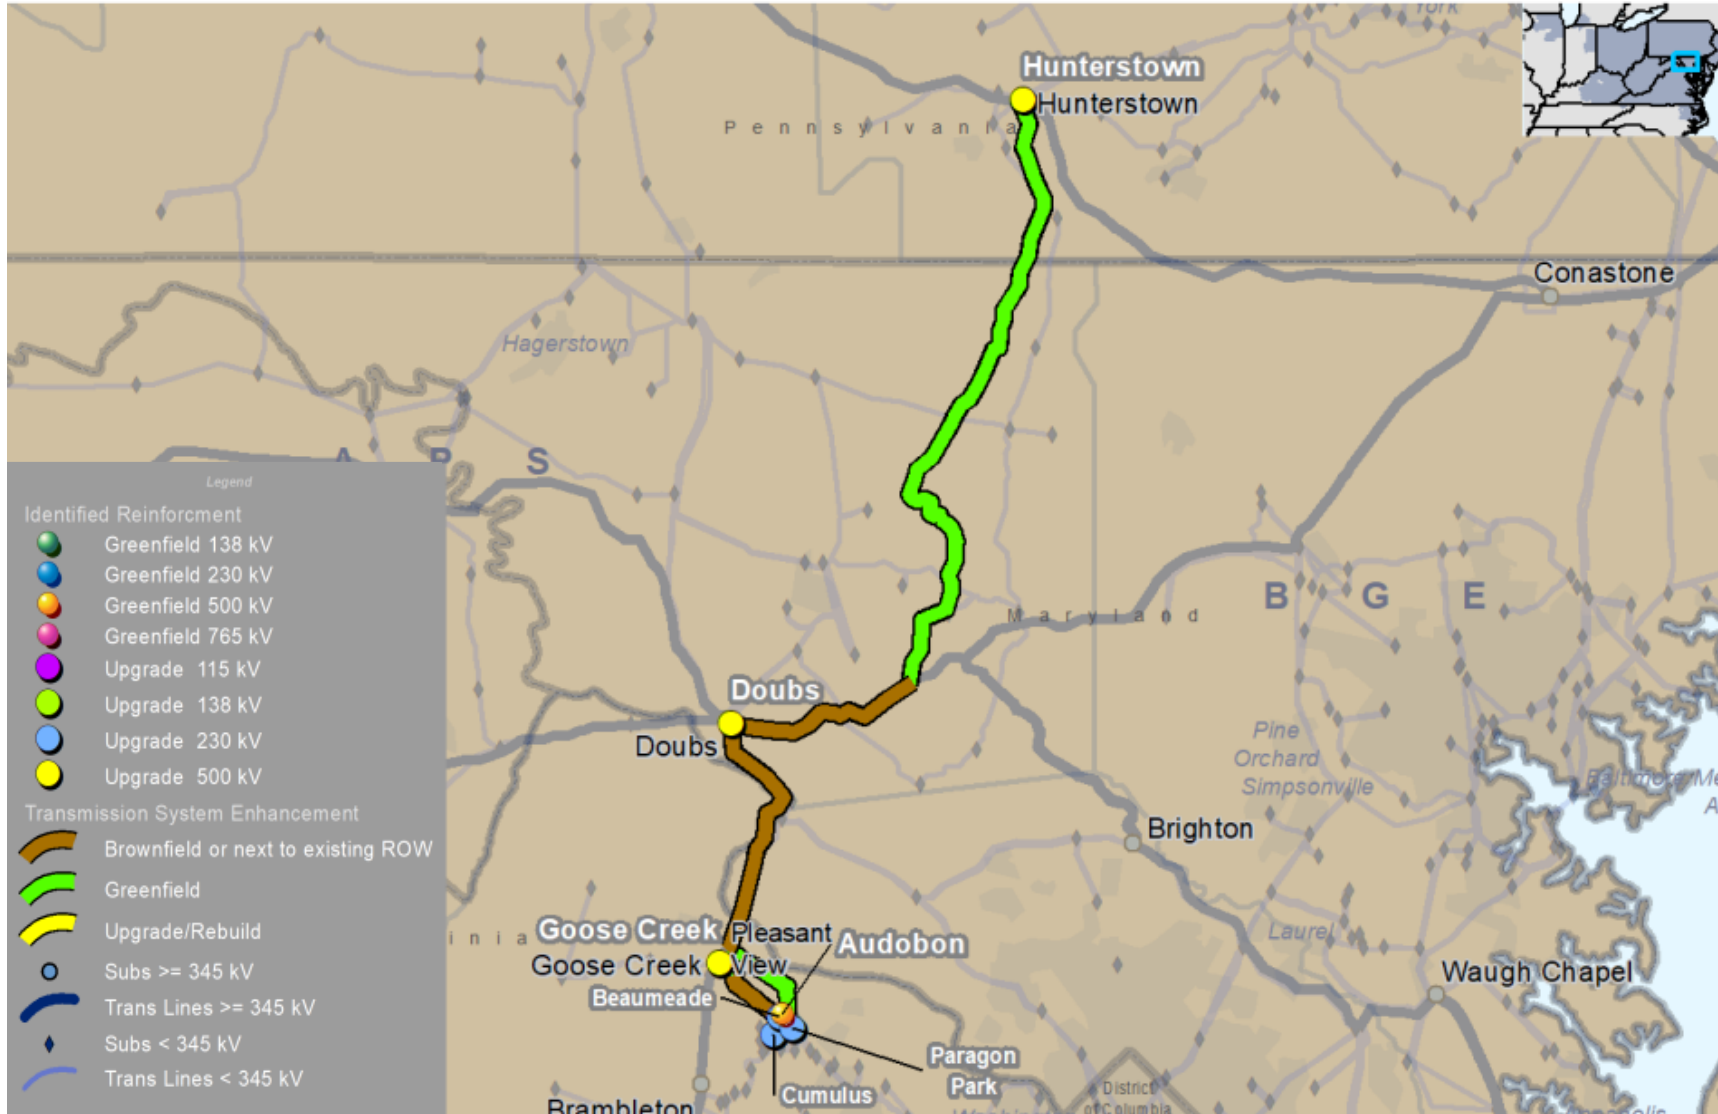 York
Hunterstown
Hunterstown
Pennsylvania
Conastone
Hagerstown
A P S
Legend
Identified Reinforcment
Greenfield 138 kV
Greenfield 230 kV
Greenfield 500 kV
Greenfield 765 kV
Upgrade 115 kV
Upgrade 138 kV
Upgrade 230 kV
Upgrade 500 kV
Transmission System Enhancement
Brownfield or next to existing ROW
Greenfield
Upgrade/Rebuild
Subs >= 345 kV
Trans Lines >= 345 kV
Subs < 345 kV
Trans Lines < 345 kV
B G E
Maryland
Doubs
Doubs
Pine
Orchard
Simpsonville
Brighton
inia
Goose Creek
Pleasant
View
Audobon
Goose Creek
Beaumeade
Laurel
Waugh Chapel
Paragon
Park
Cumulus
District
of Columbia
Brambleton